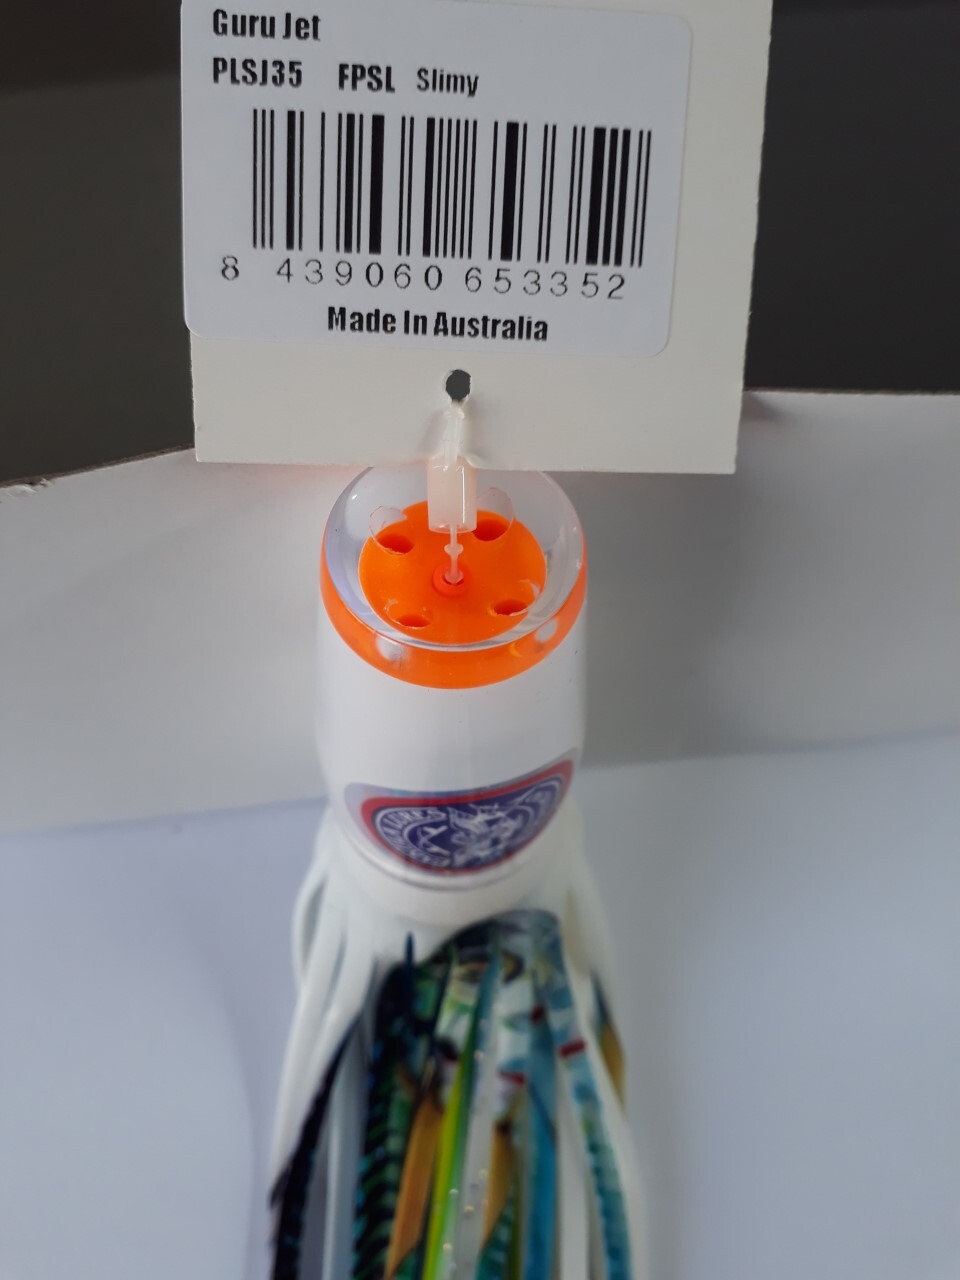 Guru Jet
PLSJ35 FPSL Slimy
8 439060 653352
Made In Australia